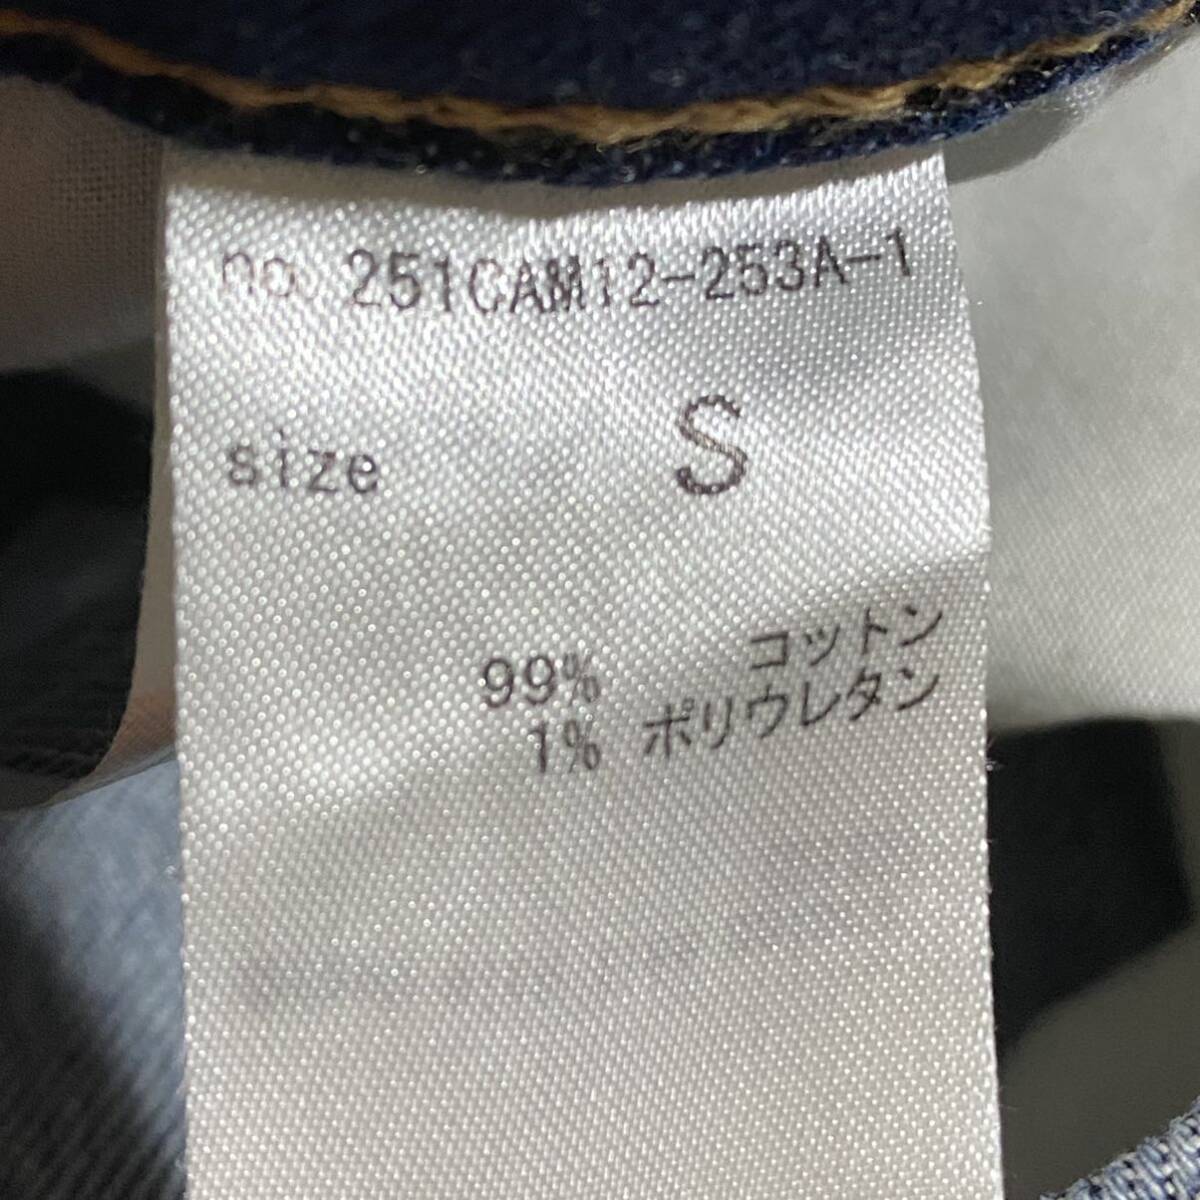 no. 251CAM12-253A-1
size S
99% コットン
1% ポリウレタン